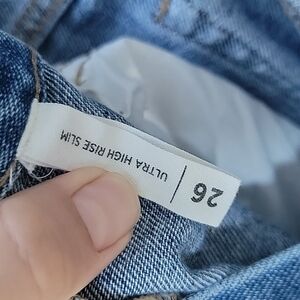 26 | ULTRA HIGH RISE SLIM